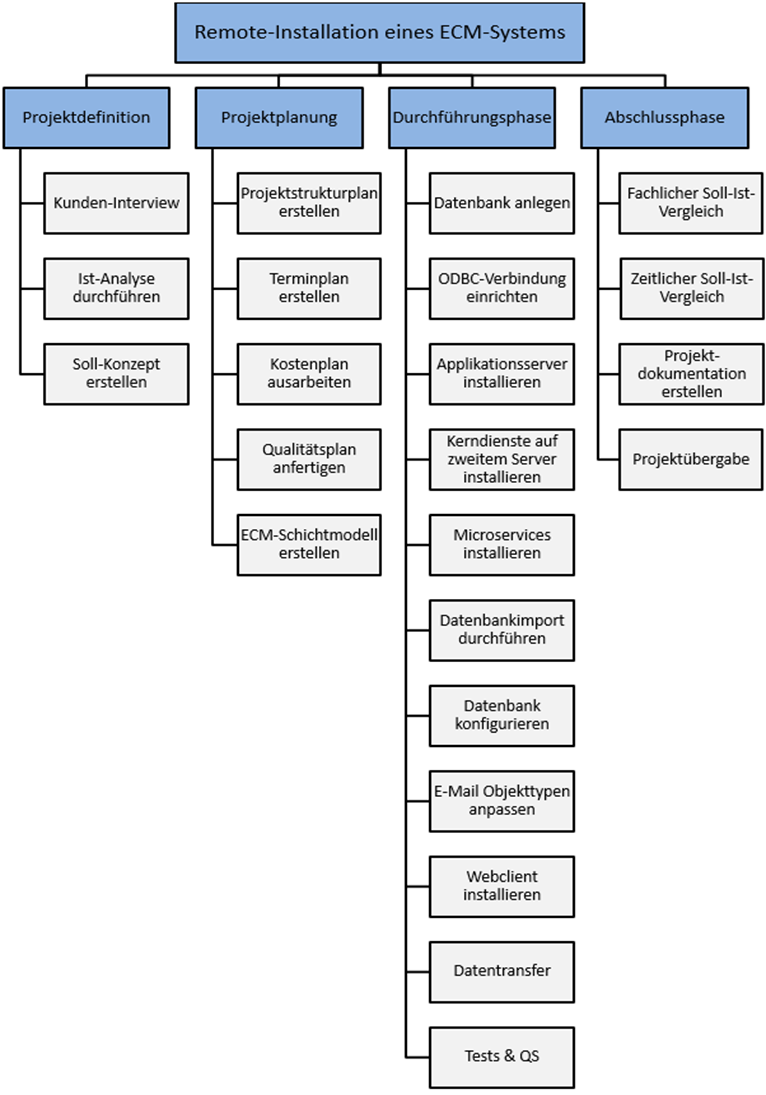 Remote-Installation eines ECM-Systems
Projektdefinition
Kunden-Interview
Ist-Analyse
durchführen
Soll-Konzept
erstellen
Projektplanung
Projektstrukturplan
erstellen
Terminplan
erstellen
Kostenplan
ausarbeiten
Qualitätsplan
anfertigen
ECM-Schichtmodell
erstellen
Durchführungsphase
Datenbank anlegen
ODBC-Verbindung
einrichten
Applikationsserver
installieren
Kerndienste auf
zweitem Server
installieren
Microservices
installieren
Datenbankimport
durchführen
Datenbank
konfigurieren
E-Mail Objekttypen
anpassen
Webclient
installieren
Datentransfer
Tests & QS
Abschlussphase
Fachlicher Soll-Ist-
Vergleich
Zeitlicher Soll-Ist-
Vergleich
Projekt-
dokumentation
erstellen
Projektübergabe